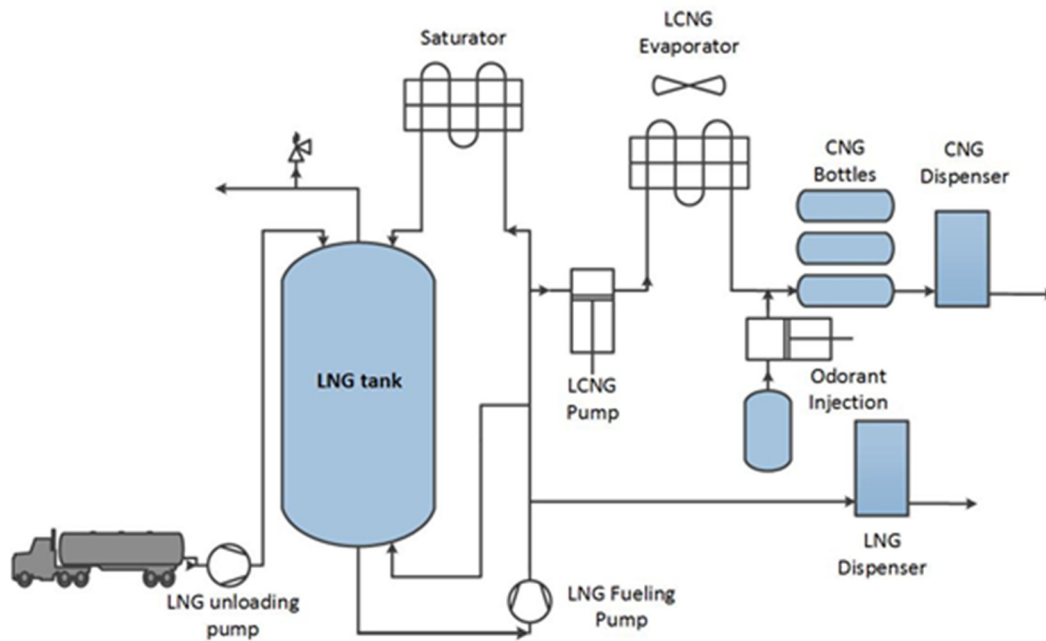 Saturator
LCNG
Evaporator
CNG
Bottles
CNG
Dispenser
LNG tank
LCNG
Pump
Odorant
Injection
LNG
Dispenser
LNG unloading
pump
LNG Fueling
Pump